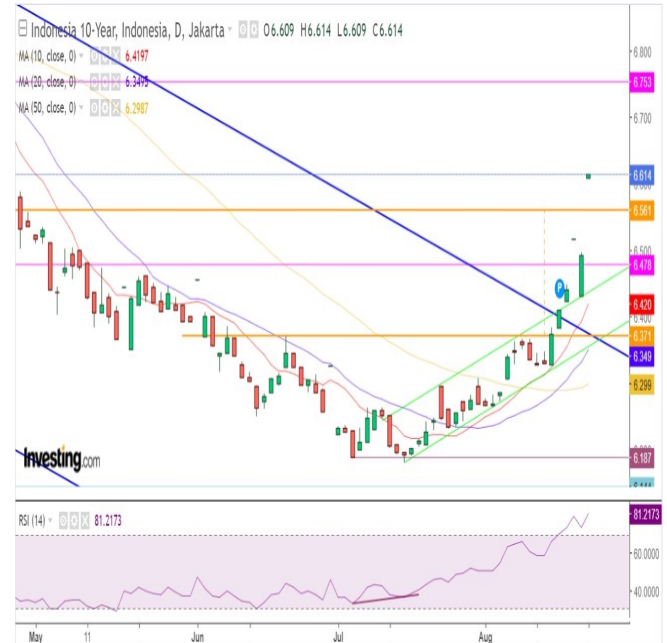 Indonesia 10-Year, Indonesia, D, Jakarta O6.609 H6.614 L6.609 C6.614
MA (10, close, 0) 6.4197
MA (20, close, 0) 6.3495
MA (50, close, 0) 6.2987
6.800
6.753
6.700
6.614
6.561
6.500
6.478
6.420
6.400
6.371
6.349
6.299
6.187
P
Investing.com
RSI (14) 81.2173
81.2173
60.0000
40.0000
May 11 Jun Jul Aug